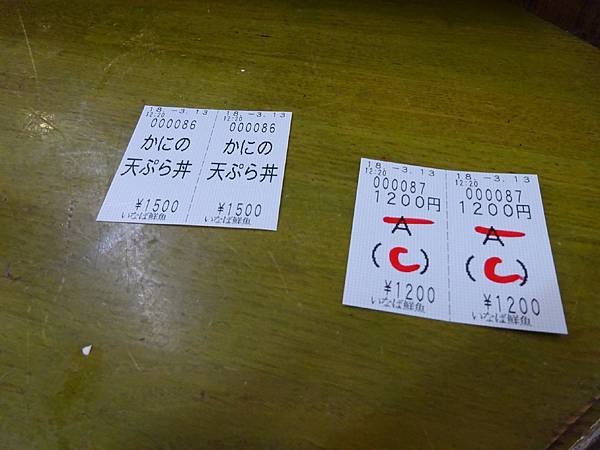 18.-3.13
12:20
000086
かにの
天ぷら丼
¥1500
いなば鮮魚
18.-3.13
12:20
000086
かにの
天ぷら丼
¥1500
いなば鮮魚
18.-3.13
12:20
000087
1200円
A
(C)
¥1200
いなば鮮魚
18.-3.13
12:20
000087
1200円
A
(C)
¥1200
いなば鮮魚